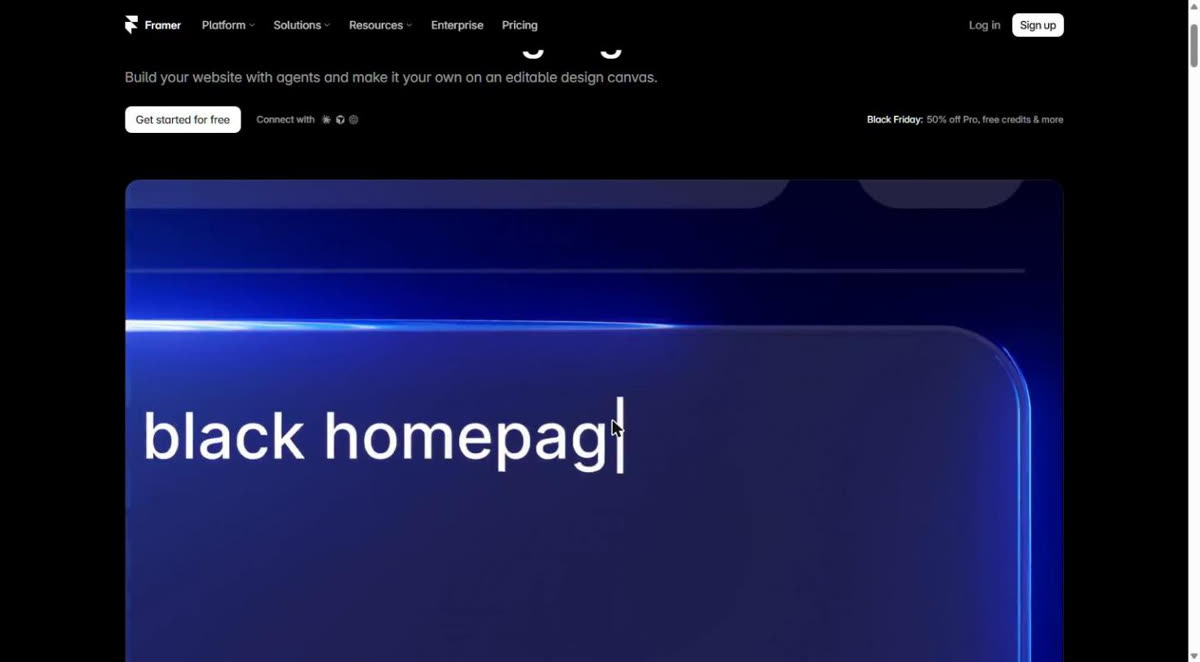 Framer Platform Solutions Resources Enterprise Pricing Log in Sign up
Build your website with agents and make it your own on an editable design canvas.
Get started for free Connect with Black Friday: 50% off Pro, free credits & more
black homepag